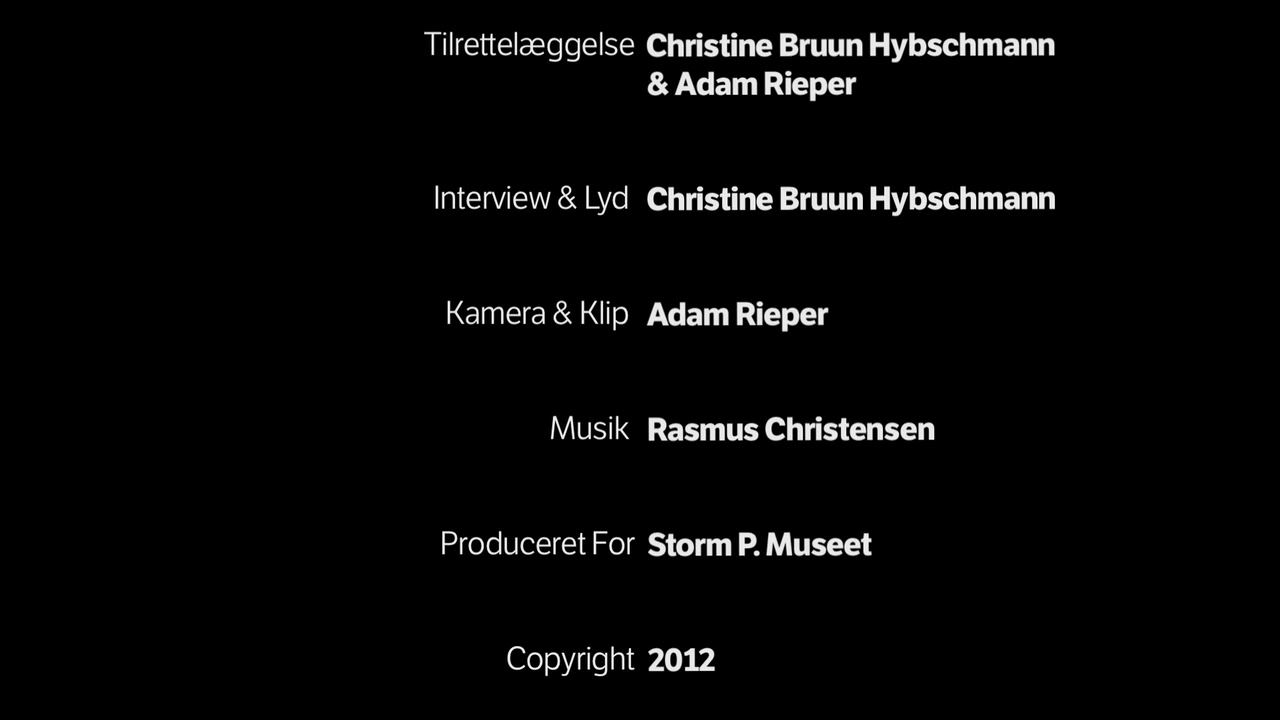 Tilrettelæggelse Christine Bruun Hybschmann
& Adam Rieper
Interview & Lyd Christine Bruun Hybschmann
Kamera & Klip Adam Rieper
Musik Rasmus Christensen
Produceret For Storm P. Museet
Copyright 2012